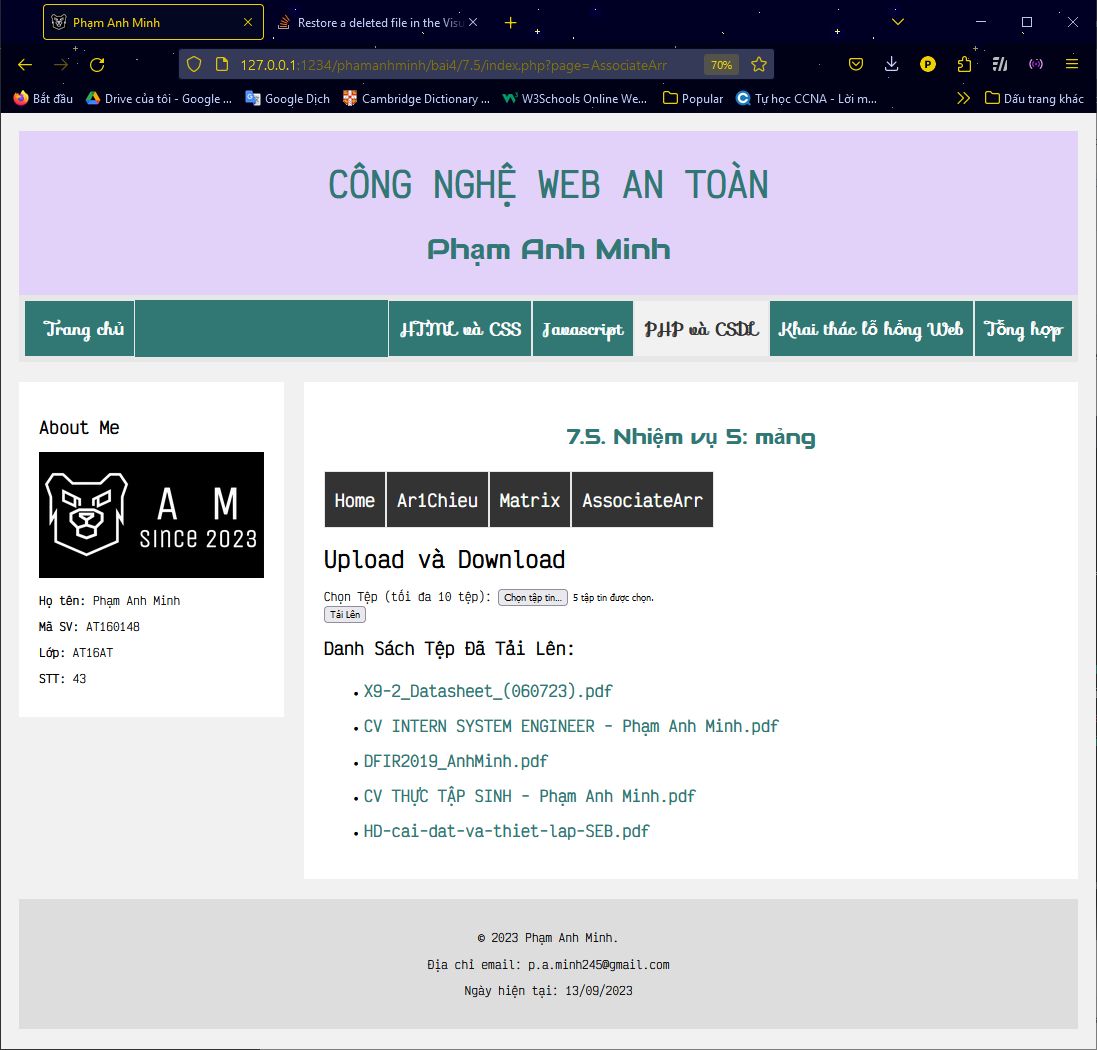 Phạm Anh Minh
Restore a deleted file in the Visu
127.0.0.1:1234/phamanhminh/bai4/7.5/index.php?page=AssociateArr 70%
Bắt đầu Drive của tôi - Google ... Google Dịch Cambridge Dictionary ... W3Schools Online We... Popular Tự học CCNA - Lời m... Dấu trang khác
CÔNG NGHỆ WEB AN TOÀN
Phạm Anh Minh
Trang chủ HTML và CSS Javascript PHP và CSDL Khai thác lỗ hổng Web Tổng hợp
About Me
A M
SINCE 2023
Họ tên: Phạm Anh Minh
Mã SV: AT160148
Lớp: AT16AT
STT: 43
7.5. Nhiệm vụ 5: mảng
Home Ar1Chieu Matrix AssociateArr
Upload và Download
Chọn Tệp (tối đa 10 tệp): Chọn tập tin... 5 tập tin được chọn.
Tải Lên
Danh Sách Tệp Đã Tải Lên:
X9-2_Datasheet_(060723).pdf
CV INTERN SYSTEM ENGINEER - Phạm Anh Minh.pdf
DFIR2019_AnhMinh.pdf
CV THỰC TẬP SINH - Phạm Anh Minh.pdf
HD-cai-dat-va-thiet-lap-SEB.pdf
© 2023 Phạm Anh Minh.
Địa chỉ email: p.a.minh245@gmail.com
Ngày hiện tại: 13/09/2023